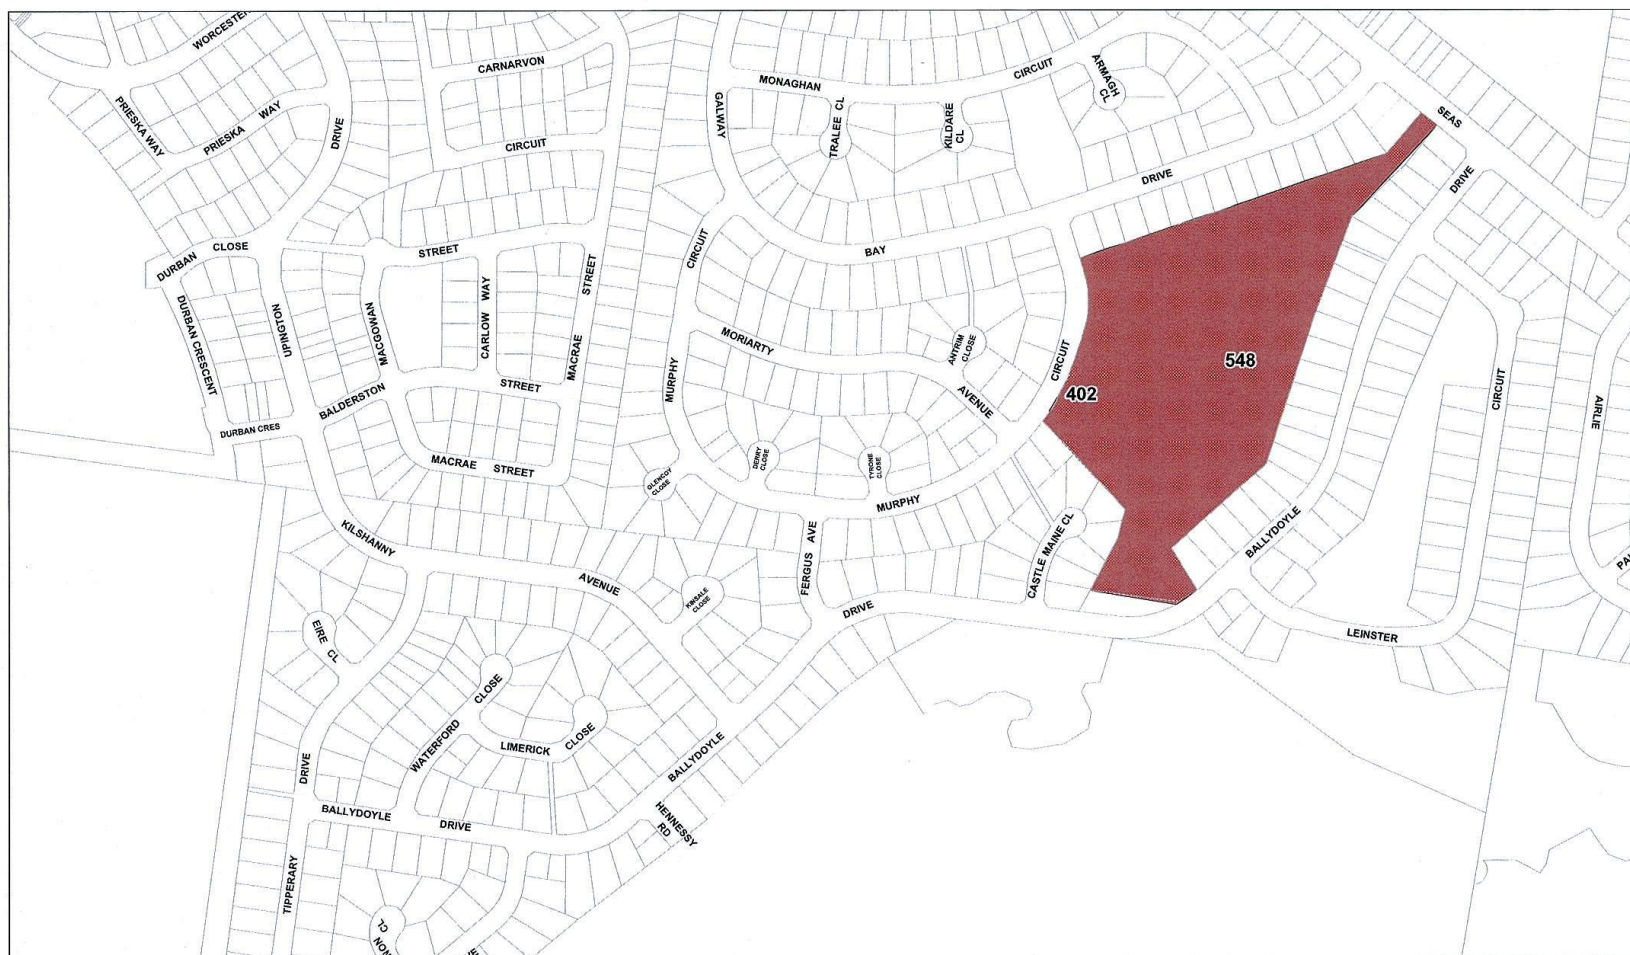 WORCESTER
CARNARVON
MONAGHAN
CIRCUIT
ARMAGH
CL
PRIESKA WAY
PRIESKA WAY
DRIVE
GALWAY
TRALEE CL
KILDARE
CL
SEAS
CIRCUIT
DRIVE
DRIVE
DURBAN CLOSE
STREET
CIRCUIT
BAY
DURBAN CRESCENT
UPINGTON
MACGOWAN
CARLOW WAY
STREET
MACRAE
MORIARTY
ANTRIM
CLOSE
CIRCUIT
548
402
MURPHY
AVENUE
CIRCUIT
AIRLIE
BALDERSTON
STREET
DURBAN CRES
MACRAE STREET
GLENCOY
CLOSE
DERRY
CLOSE
TYRONE
CLOSE
MURPHY
KILSHANNY
AVENUE
FERGUS AVE
CASTLE MAINE CL
BALLYDOYLE
PA
KINSALE
CLOSE
DRIVE
LEINSTER
EIRE CL
WATERFORD CLOSE
LIMERICK CLOSE
DRIVE
BALLYDOYLE
BALLYDOYLE DRIVE
HENNESSY
RD
TIPPERARY
NON
CL